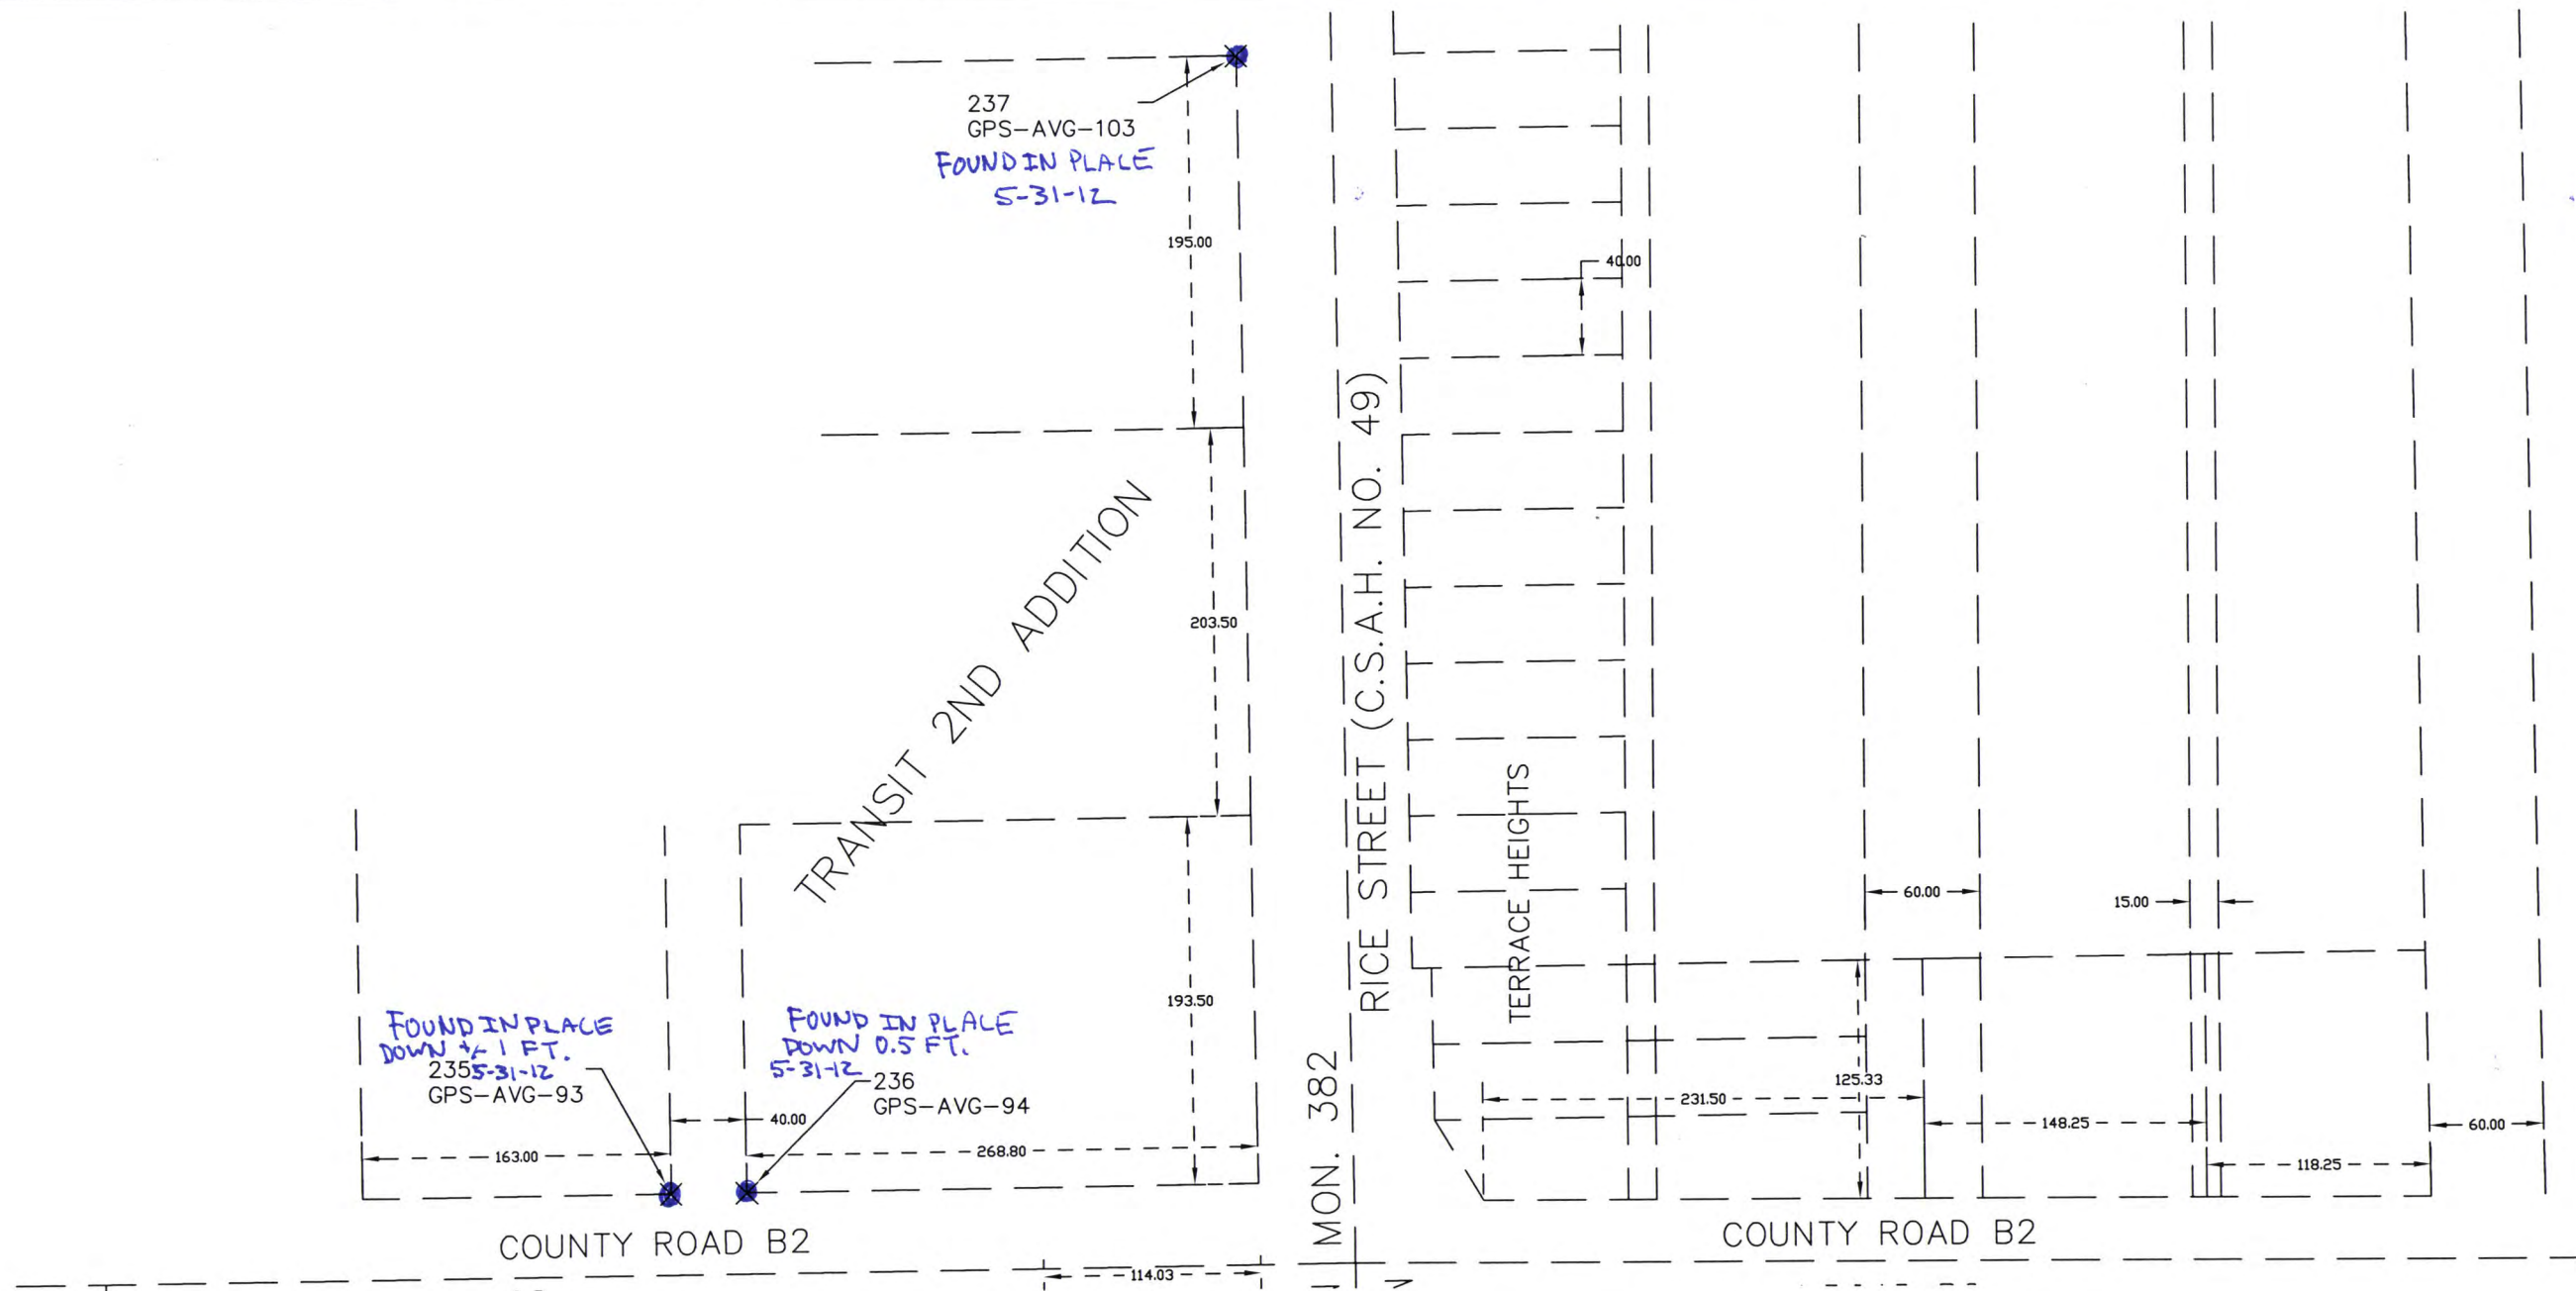 237
GPS-AVG-103
FOUND IN PLACE
5-31-12
195.00
40.00
RICE STREET (C.S.A.H. NO. 49)
TRANSIT 2ND ADDITION
203.50
TERRACE HEIGHTS
60.00
15.00
193.50
FOUND IN PLACE
DOWN +/- 1 FT.
235 5-31-12
GPS-AVG-93
FOUND IN PLACE
DOWN 0.5 FT.
5-31-12
236
GPS-AVG-94
40.00
163.00
268.80
MON. 382
125.33
231.50
148.25
60.00
118.25
COUNTY ROAD B2
COUNTY ROAD B2
114.03